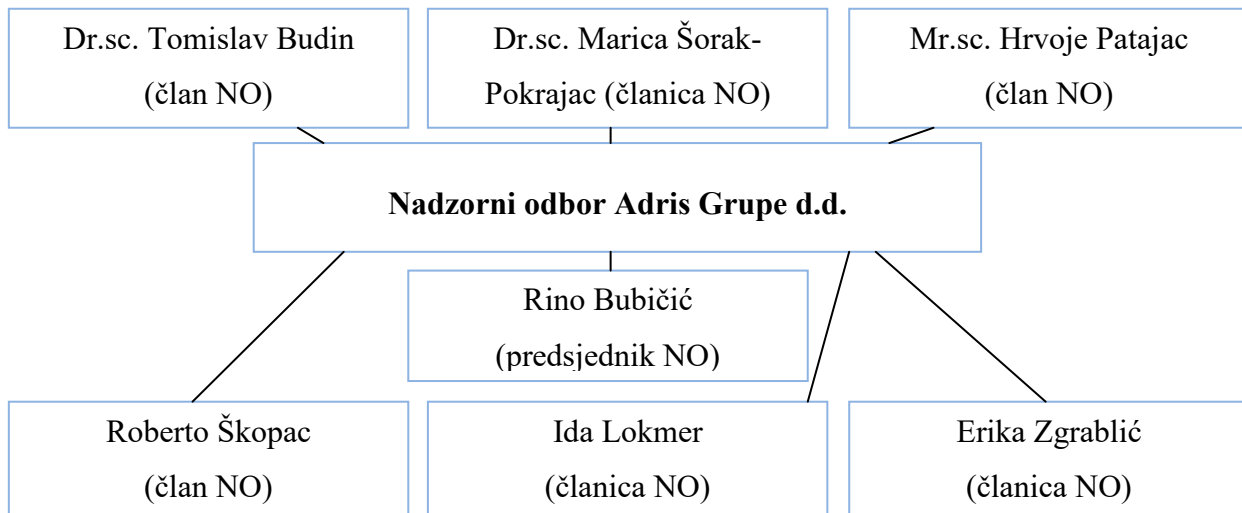 Dr.sc. Tomislav Budin
(član NO)
Dr.sc. Marica Šorak-
Pokrajac (članica NO)
Mr.sc. Hrvoje Patajac
(član NO)
Nadzorni odbor Adris Grupe d.d.
Rino Bubičić
(predsjednik NO)
Roberto Škopac
(član NO)
Ida Lokmer
(članica NO)
Erika Zgrablić
(članica NO)